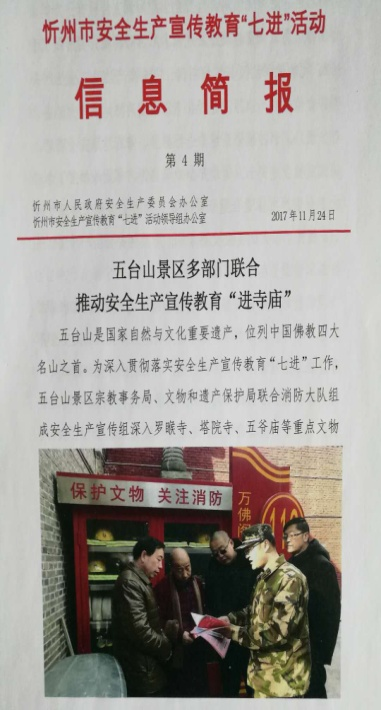 忻州市安全生产宣传教育“七进”活动
信息简报
第 4 期
忻州市人民政府安全生产委员会办公室
忻州市安全生产宣传教育“七进”活动领导组办公室
2017 年 11 月 24 日
五台山景区多部门联合
推动安全生产宣传教育“进寺庙”
五台山是国家自然与文化重要遗产，位列中国佛教四大
名山之首。为深入贯彻落实安全生产宣传教育“七进”工作，
五台山景区宗教事务局、文物和遗产保护局联合消防大队组
成安全生产宣传组深入罗睺寺、塔院寺、五爷庙等重点文物
保护文物 关注消防
万佛阁
119